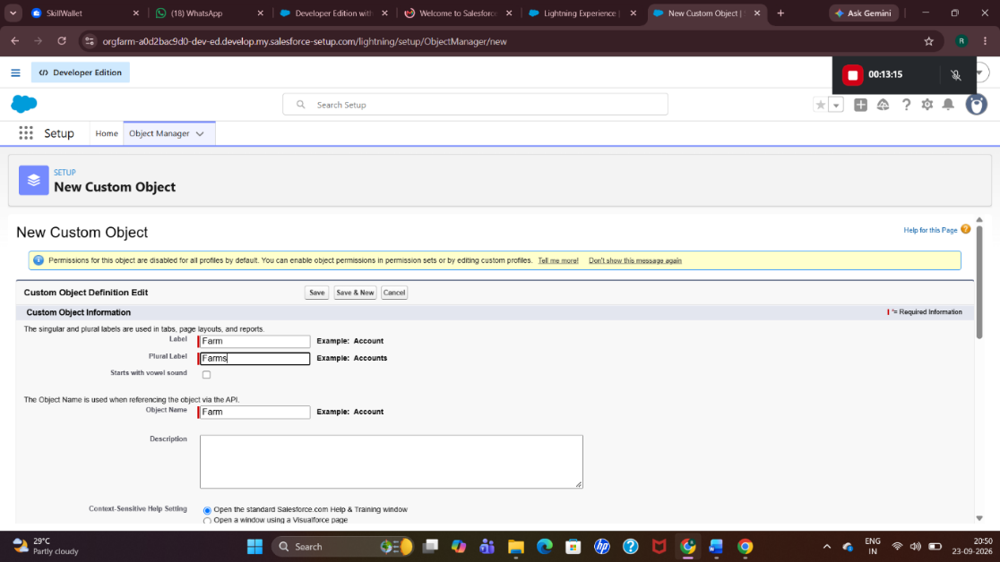 SkillWallet
(18) WhatsApp
Developer Edition with
Welcome to Salesforc
Lightning Experience |
New Custom Object |
Ask Gemini
orgfarm-a0d2bac9d0-dev-ed.develop.my.salesforce-setup.com/lightning/setup/ObjectManager/new
R
</> Developer Edition
00:13:15
Search Setup
Setup
Home
Object Manager
SETUP
New Custom Object
New Custom Object
Help for this Page
Permissions for this object are disabled for all profiles by default. You can enable object permissions in permission sets or by editing custom profiles. Tell me more! Don't show this message again
Custom Object Definition Edit
Save
Save & New
Cancel
Custom Object Information
= Required Information
The singular and plural labels are used in tabs, page layouts, and reports.
Label
Farm
Example: Account
Plural Label
Farms
Example: Accounts
Starts with vowel sound
The Object Name is used when referencing the object via the API.
Object Name
Farm
Example: Account
Description
Context-Sensitive Help Setting
Open the standard Salesforce.com Help & Training window
Open a window using a Visualforce page
29°C
Partly cloudy
Search
ENG
IN
20:50
23-09-2026